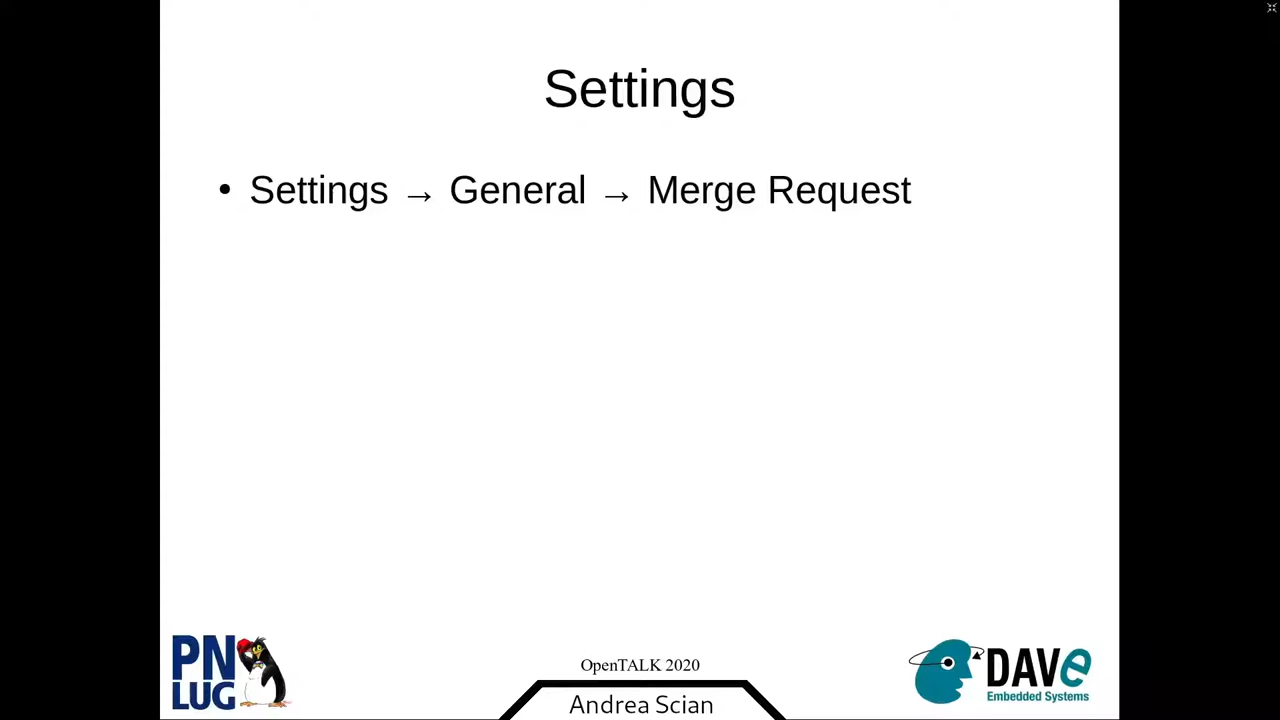 Settings
• Settings → General → Merge Request
PN
LUG
OpenTALK 2020
Andrea Scian
DAVe
Embedded Systems